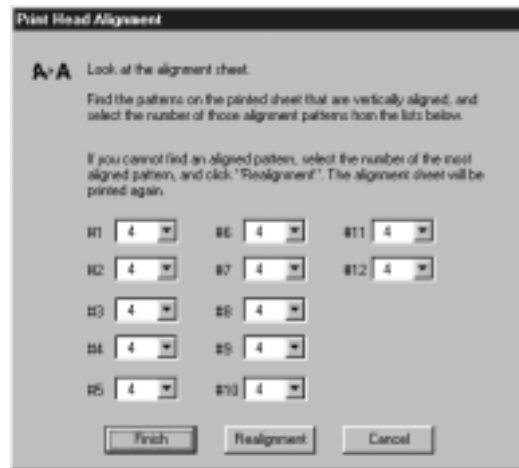 Print Head Alignment
A›A Look at the alignment sheet.
Find the patterns on the printed sheet that are vertically aligned, and
select the number of those alignment patterns from the lists below.
If you cannot find an aligned pattern, select the number of the most
aligned pattern, and click "Realignment". The alignment sheet will be
printed again.
#1 4 #6 4 #11 4
#2 4 #7 4 #12 4
#3 4 #8 4
#4 4 #9 4
#5 4 #10 4
Finish Realignment Cancel